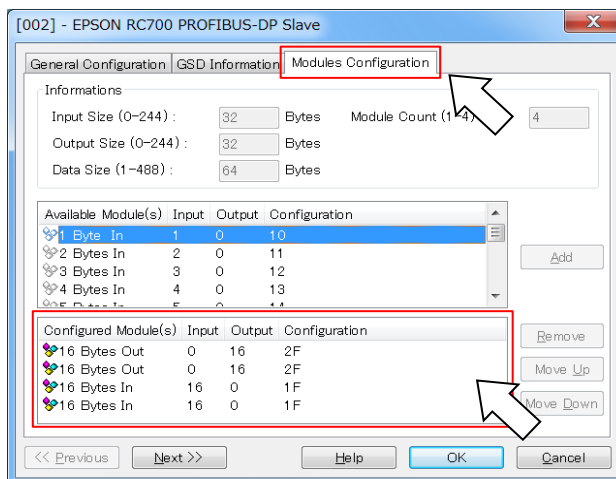 [002] - EPSON RC700 PROFIBUS-DP Slave
General Configuration GSD Information Modules Configuration
Informations
Input Size (0-244) : 32 Bytes Module Count (1-4) 4
Output Size (0-244) : 32 Bytes
Data Size (1-488) : 64 Bytes
Available Module(s) Input Output Configuration
1 Byte In 1 0 10
2 Bytes In 2 0 11
Add
3 Bytes In 3 0 12
4 Bytes In 4 0 13
Configured Module(s) Input Output Configuration
Remove
16 Bytes Out 0 16 2F
16 Bytes Out 0 16 2F
Move Up
16 Bytes In 16 0 1F
16 Bytes In 16 0 1F
Move Down
<< Previous Next >> Help OK Cancel